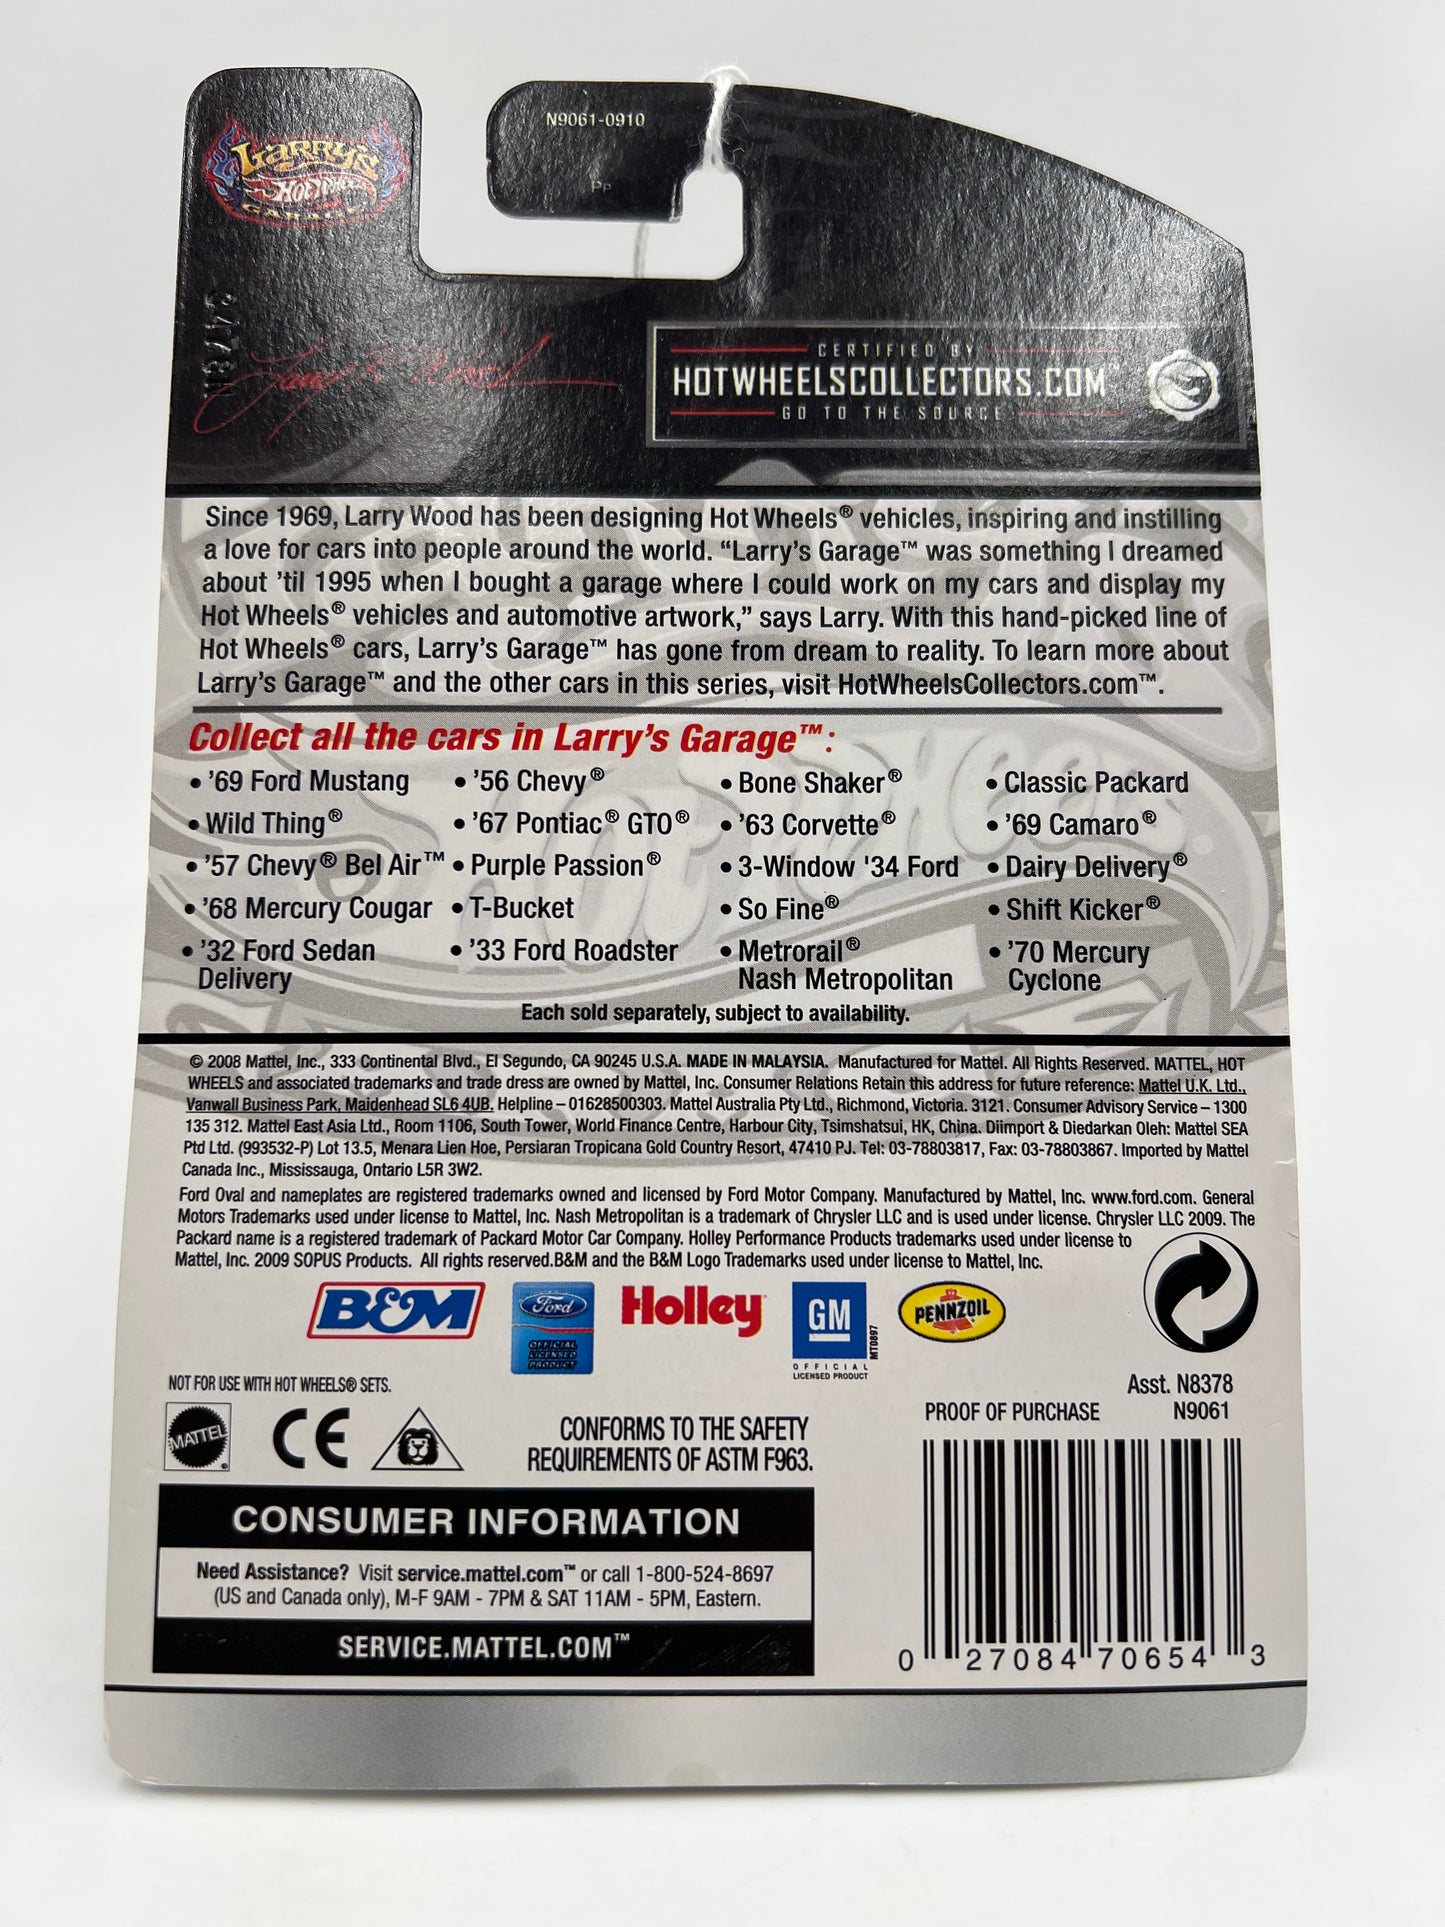 N9061-0910
LARRY'S
HOT WHEELS
GARAGE
CERTIFIED BY
HOTWHEELSCOLLECTORS.COM™
GO TO THE SOURCE
Since 1969, Larry Wood has been designing Hot Wheels® vehicles, inspiring and instilling
a love for cars into people around the world. “Larry’s Garage™ was something I dreamed
about ’til 1995 when I bought a garage where I could work on my cars and display my
Hot Wheels® vehicles and automotive artwork,” says Larry. With this hand-picked line of
Hot Wheels® cars, Larry’s Garage™ has gone from dream to reality. To learn more about
Larry’s Garage™ and the other cars in this series, visit HotWheelsCollectors.com™.
Collect all the cars in Larry’s Garage™:
• ’69 Ford Mustang
• Wild Thing®
• ’57 Chevy® Bel Air™
• ’68 Mercury Cougar
• ’32 Ford Sedan
Delivery
• ’56 Chevy®
• ’67 Pontiac® GTO®
• Purple Passion®
• T-Bucket
• ’33 Ford Roadster
• Bone Shaker®
• ’63 Corvette®
• 3-Window '34 Ford
• So Fine®
• Metrorail®
Nash Metropolitan
• Classic Packard
• ’69 Camaro®
• Dairy Delivery®
• Shift Kicker®
• ’70 Mercury
Cyclone
Each sold separately, subject to availability.
© 2008 Mattel, Inc., 333 Continental Blvd., El Segundo, CA 90245 U.S.A. MADE IN MALAYSIA. Manufactured for Mattel. All Rights Reserved. MATTEL, HOT
WHEELS and associated trademarks and trade dress are owned by Mattel, Inc. Consumer Relations Retain this address for future reference: Mattel U.K. Ltd.,
Vanwall Business Park, Maidenhead SL6 4UB. Helpline – 01628500303. Mattel Australia Pty Ltd., Richmond, Victoria. 3121. Consumer Advisory Service – 1300
135 312. Mattel East Asia Ltd., Room 1106, South Tower, World Finance Centre, Harbour City, Tsimshatsui, HK, China. Diimport & Diedarkan Oleh: Mattel SEA
Ptd Ltd. (993532-P) Lot 13.5, Menara Lien Hoe, Persiaran Tropicana Gold Country Resort, 47410 PJ. Tel: 03-78803817, Fax: 03-78803867. Imported by Mattel
Canada Inc., Mississauga, Ontario L5R 3W2.
Ford Oval and nameplates are registered trademarks owned and licensed by Ford Motor Company. Manufactured by Mattel, Inc. www.ford.com. General
Motors Trademarks used under license to Mattel, Inc. Nash Metropolitan is a trademark of Chrysler LLC and is used under license. Chrysler LLC 2009. The
Packard name is a registered trademark of Packard Motor Car Company. Holley Performance Products trademarks used under license to
Mattel, Inc. 2009 SOPUS Products. All rights reserved.B&M and the B&M Logo Trademarks used under license to Mattel, Inc.
B&M
Ford
OFFICIAL
LICENSED
PRODUCT
Holley
GM
MT0897
OFFICIAL
LICENSED PRODUCT
PENNZOIL
NOT FOR USE WITH HOT WHEELS® SETS.
MATTEL
CE
CONFORMS TO THE SAFETY
REQUIREMENTS OF ASTM F963.
Asst. N8378
PROOF OF PURCHASE N9061
CONSUMER INFORMATION
Need Assistance? Visit service.mattel.com™ or call 1-800-524-8697
(US and Canada only), M-F 9AM - 7PM & SAT 11AM - 5PM, Eastern.
SERVICE.MATTEL.COM™
0 27084 70654 3